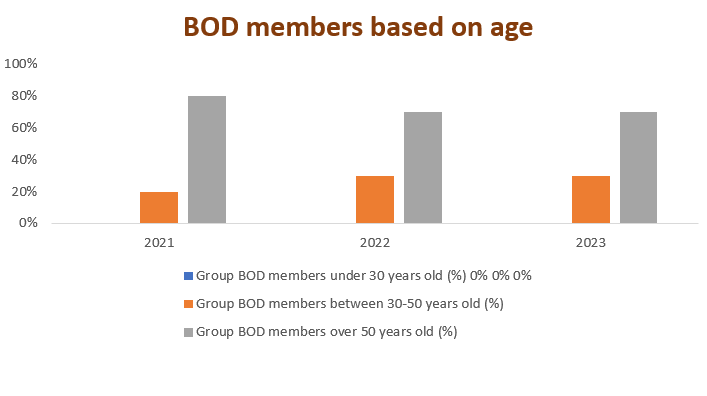 BOD members based on age
100%
80%
60%
40%
20%
0%
2021 2022 2023
Group BOD members under 30 years old (%) 0% 0% 0%
Group BOD members between 30-50 years old (%)
Group BOD members over 50 years old (%)